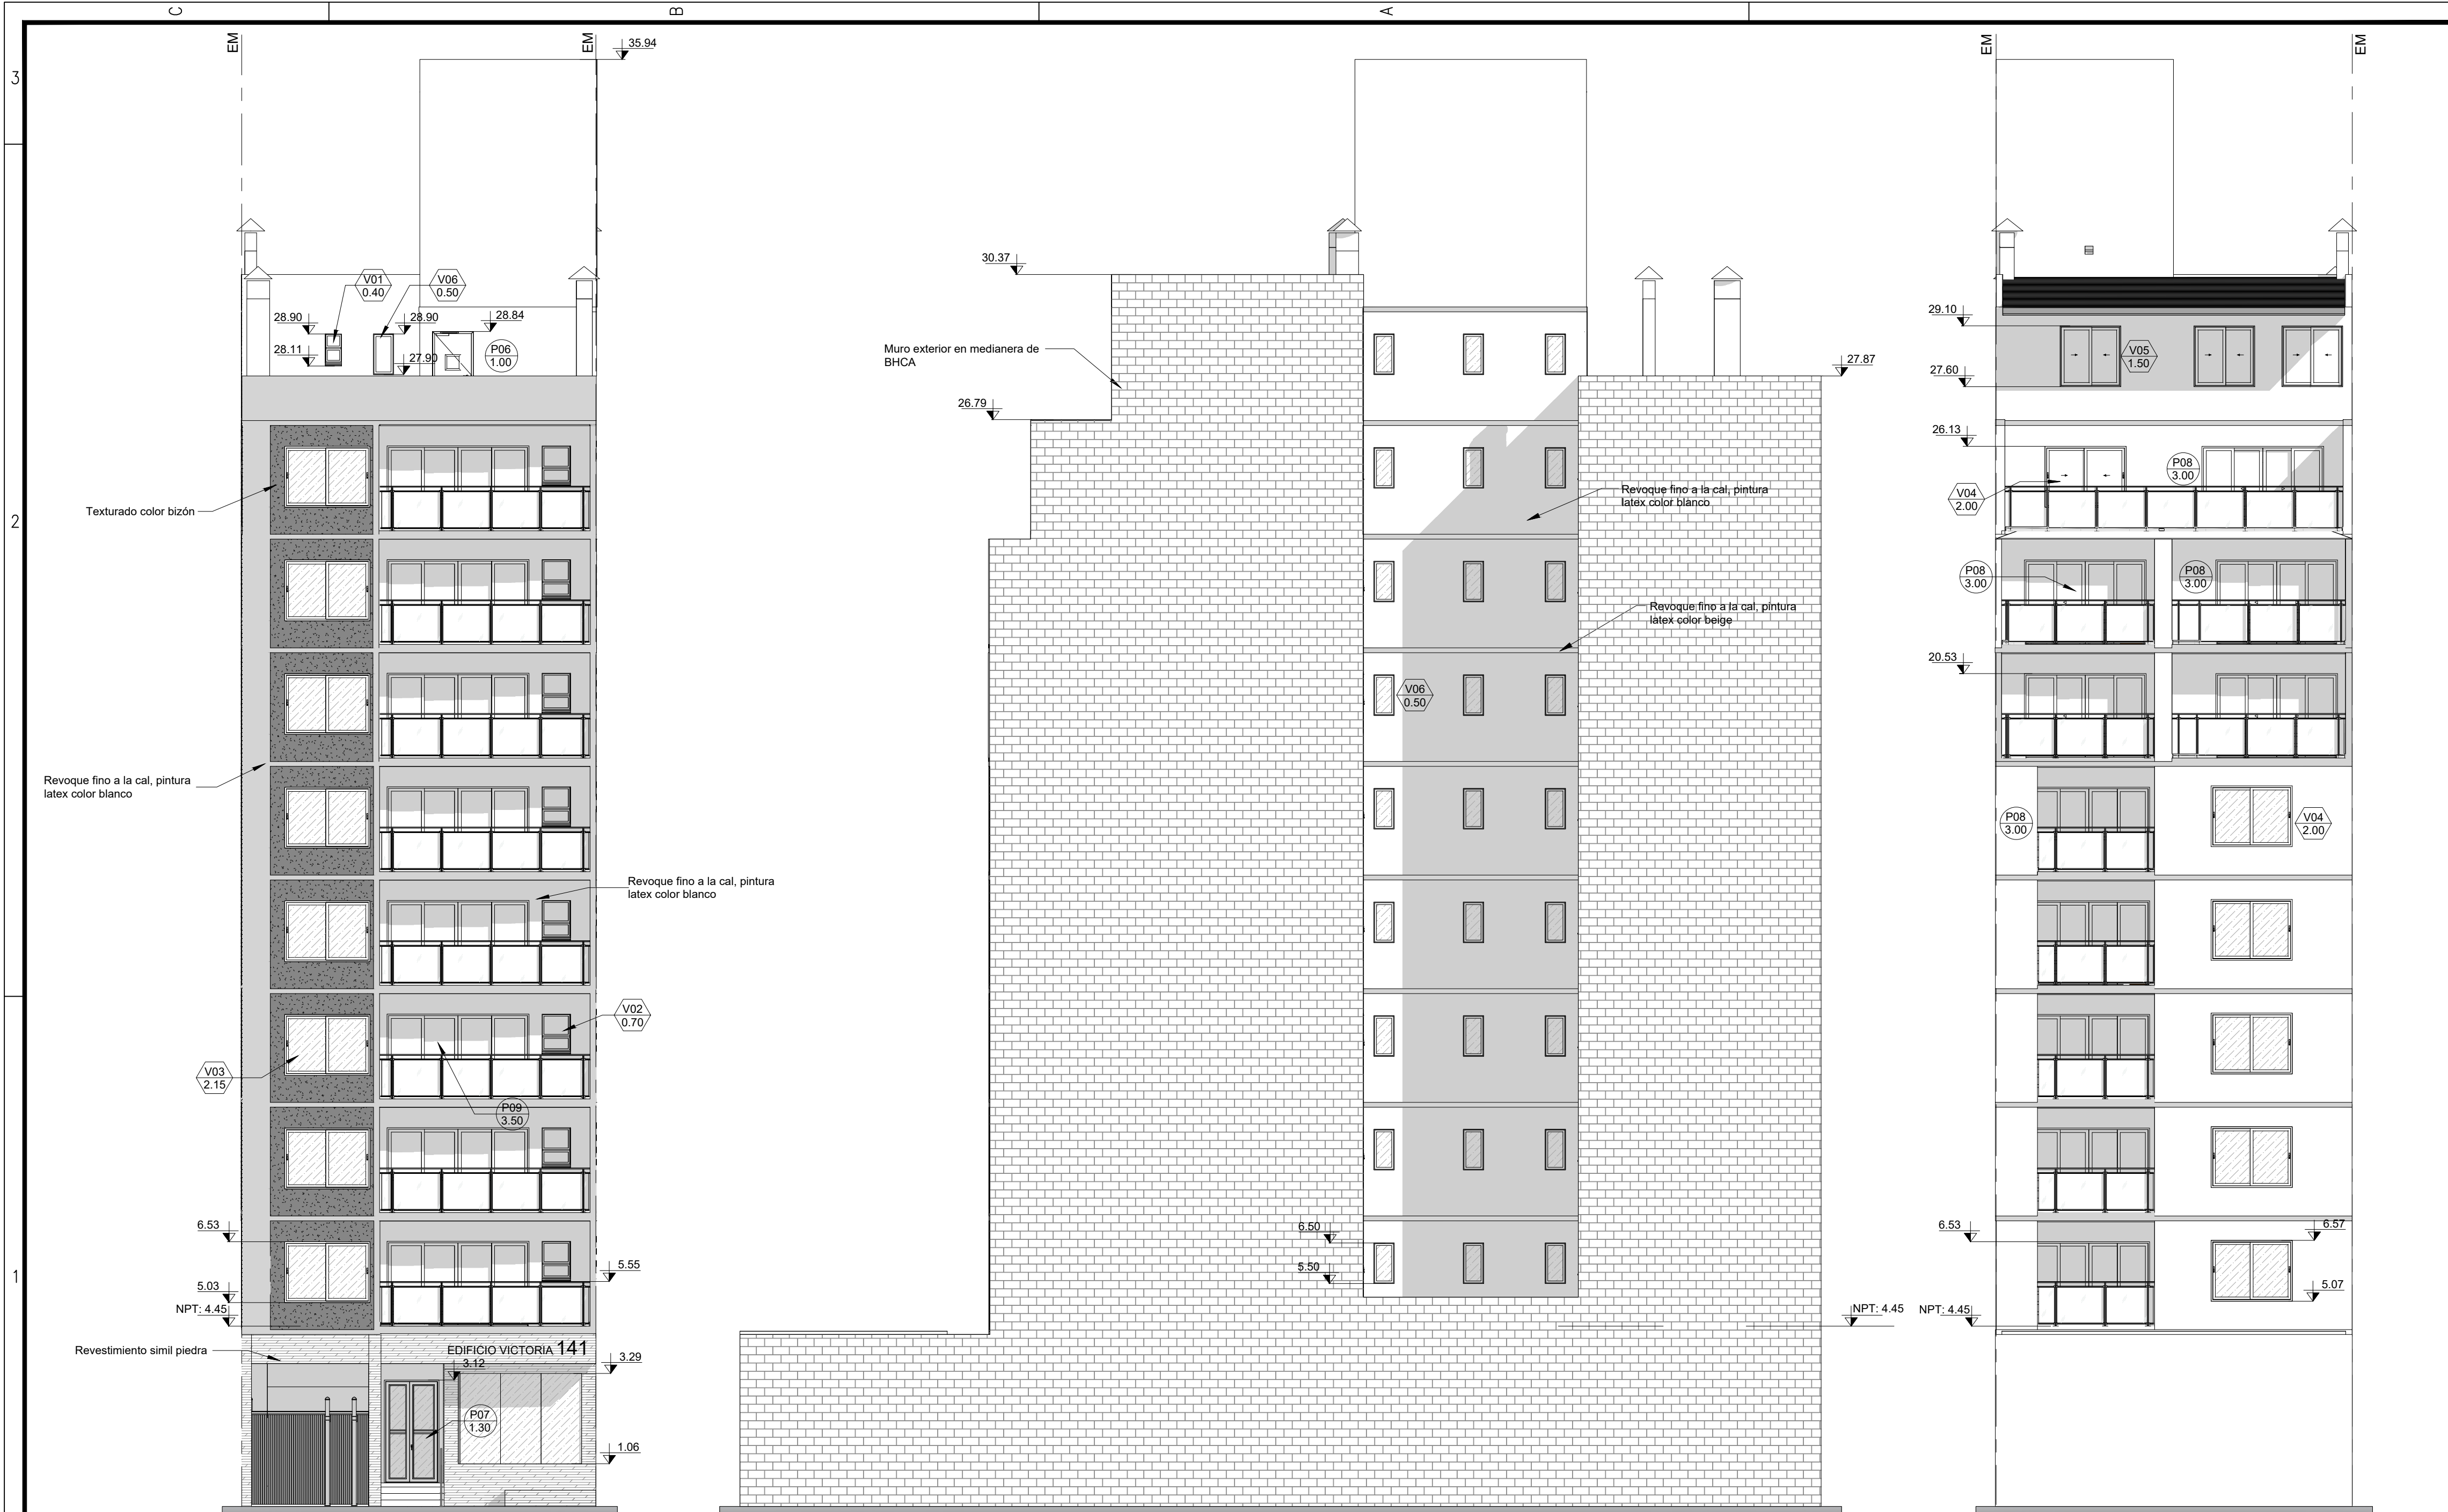 C
B
A
3
2
1
EM
EM
35.94
V01
0.40
V06
0.50
28.90
28.90
28.84
28.11
27.90
P06
1.00
Texturado color bizón
Revoque fino a la cal, pintura
latex color blanco
Revoque fino a la cal, pintura
latex color blanco
V02
0.70
V03
2.15
P09
3.50
6.53
5.55
5.03
NPT: 4.45
Revestimiento simil piedra
EDIFICIO VICTORIA 141
3.12
3.29
P07
1.30
1.06
30.37
Muro exterior en medianera de
BHCA
26.79
27.87
Revoque fino a la cal, pintura
latex color blanco
Revoque fino a la cal, pintura
latex color beige
V06
0.50
6.50
5.50
NPT: 4.45
EM
EM
29.10
V05
1.50
27.60
26.13
P08
3.00
V04
2.00
P08
3.00
P08
3.00
20.53
P08
3.00
V04
2.00
6.53
6.57
5.07
NPT: 4.45